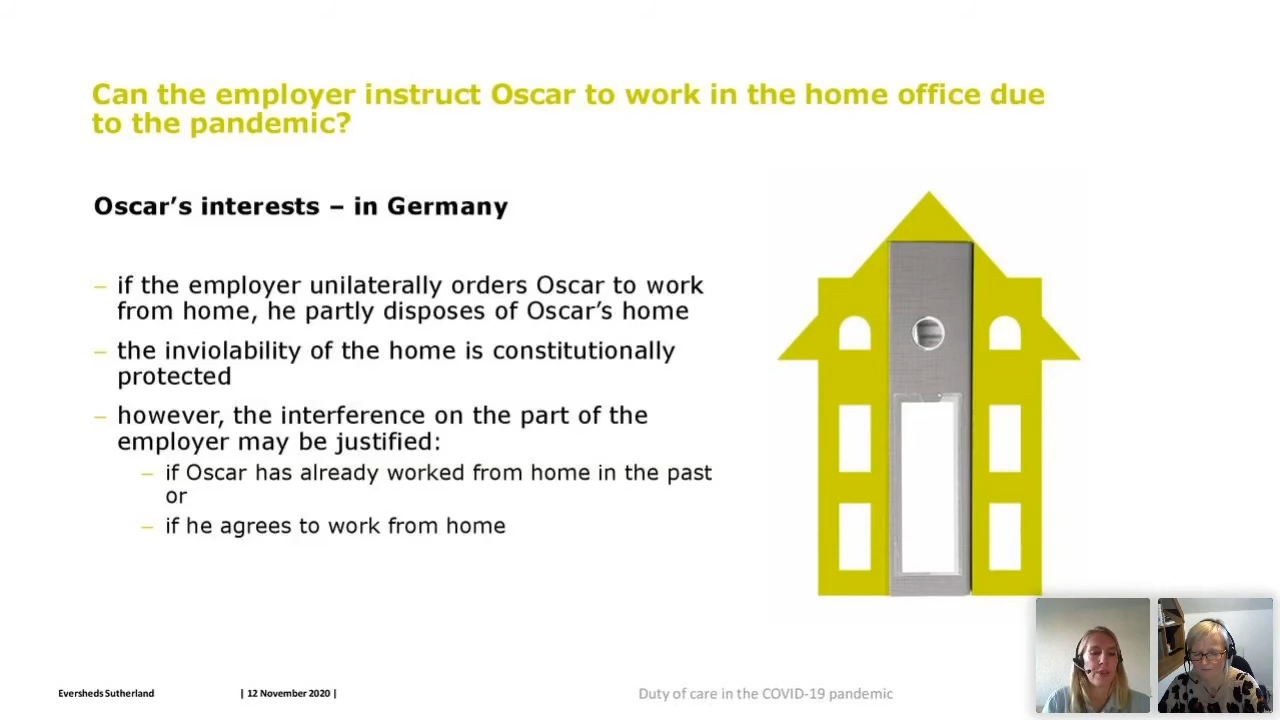 Can the employer instruct Oscar to work in the home office due
to the pandemic?
Oscar’s interests – in Germany
– if the employer unilaterally orders Oscar to work
from home, he partly disposes of Oscar’s home
– the inviolability of the home is constitutionally
protected
– however, the interference on the part of the
employer may be justified:
– if Oscar has already worked from home in the past
or
– if he agrees to work from home
Eversheds Sutherland | 12 November 2020 | Duty of care in the COVID-19 pandemic